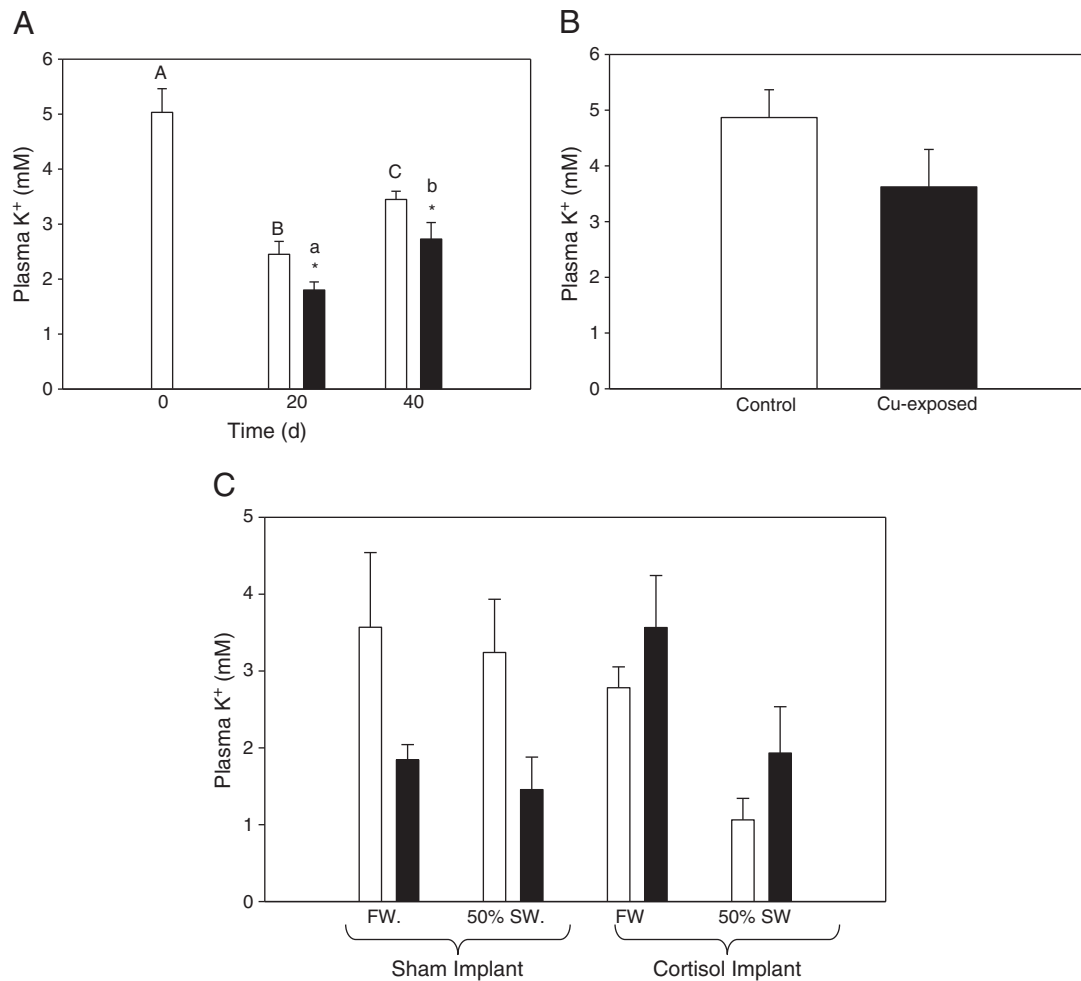 A
6
5
4
3
2
1
0
Plasma K+ (mM)
A
B
a
*
C
b
*
0 20 40
Time (d)
B
6
5
4
3
2
1
0
Plasma K+ (mM)
Control Cu-exposed
C
5
4
3
2
1
0
Plasma K+ (mM)
FW. 50% SW. FW 50% SW
Sham Implant Cortisol Implant